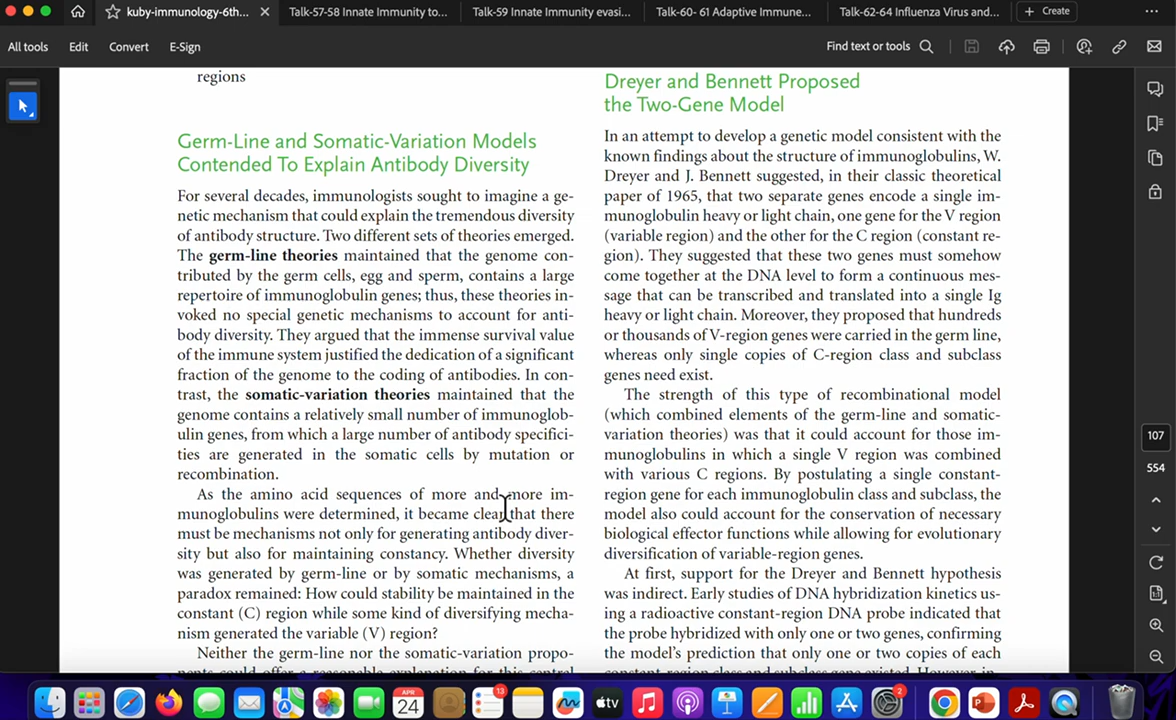 kuby-immunology-6th...
Talk-57-58 Innate Immunity to...
Talk-59 Innate Immunity evasi...
Talk-60- 61 Adaptive Immune...
Talk-62-64 Influenza Virus and...
+ Create
All tools
Edit
Convert
E-Sign
Find text or tools
regions
Germ-Line and Somatic-Variation Models
Contended To Explain Antibody Diversity
For several decades, immunologists sought to imagine a ge-
netic mechanism that could explain the tremendous diversity
of antibody structure. Two different sets of theories emerged.
The germ-line theories maintained that the genome con-
tributed by the germ cells, egg and sperm, contains a large
repertoire of immunoglobulin genes; thus, these theories in-
voked no special genetic mechanisms to account for anti-
body diversity. They argued that the immense survival value
of the immune system justified the dedication of a significant
fraction of the genome to the coding of antibodies. In con-
trast, the somatic-variation theories maintained that the
genome contains a relatively small number of immunoglob-
ulin genes, from which a large number of antibody specifici-
ties are generated in the somatic cells by mutation or
recombination.
As the amino acid sequences of more and more im-
munoglobulins were determined, it became clear that there
must be mechanisms not only for generating antibody diver-
sity but also for maintaining constancy. Whether diversity
was generated by germ-line or by somatic mechanisms, a
paradox remained: How could stability be maintained in the
constant (C) region while some kind of diversifying mecha-
nism generated the variable (V) region?
Neither the germ-line nor the somatic-variation propo-
nents could offer a reasonable explanation for this central
Dreyer and Bennett Proposed
the Two-Gene Model
In an attempt to develop a genetic model consistent with the
known findings about the structure of immunoglobulins, W.
Dreyer and J. Bennett suggested, in their classic theoretical
paper of 1965, that two separate genes encode a single im-
munoglobulin heavy or light chain, one gene for the V region
(variable region) and the other for the C region (constant re-
gion). They suggested that these two genes must somehow
come together at the DNA level to form a continuous mes-
sage that can be transcribed and translated into a single Ig
heavy or light chain. Moreover, they proposed that hundreds
or thousands of V-region genes were carried in the germ line,
whereas only single copies of C-region class and subclass
genes need exist.
The strength of this type of recombinational model
(which combined elements of the germ-line and somatic-
variation theories) was that it could account for those im-
munoglobulins in which a single V region was combined
with various C regions. By postulating a single constant-
region gene for each immunoglobulin class and subclass, the
model also could account for the conservation of necessary
biological effector functions while allowing for evolutionary
diversification of variable-region genes.
At first, support for the Dreyer and Bennett hypothesis
was indirect. Early studies of DNA hybridization kinetics us-
ing a radioactive constant-region DNA probe indicated that
the probe hybridized with only one or two genes, confirming
the model's prediction that only one or two copies of each
constant-region class and subclass gene existed. However, in-
107
554
APR
24
13
tv
2